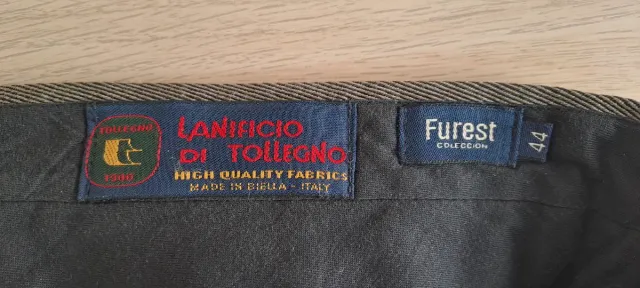 TOLLEGNO
1900
LANIFICIO
DI TOLLEGNO
HIGH QUALITY FABRICS
MADE IN BIELLA - ITALY
Furest
COLECCION
44